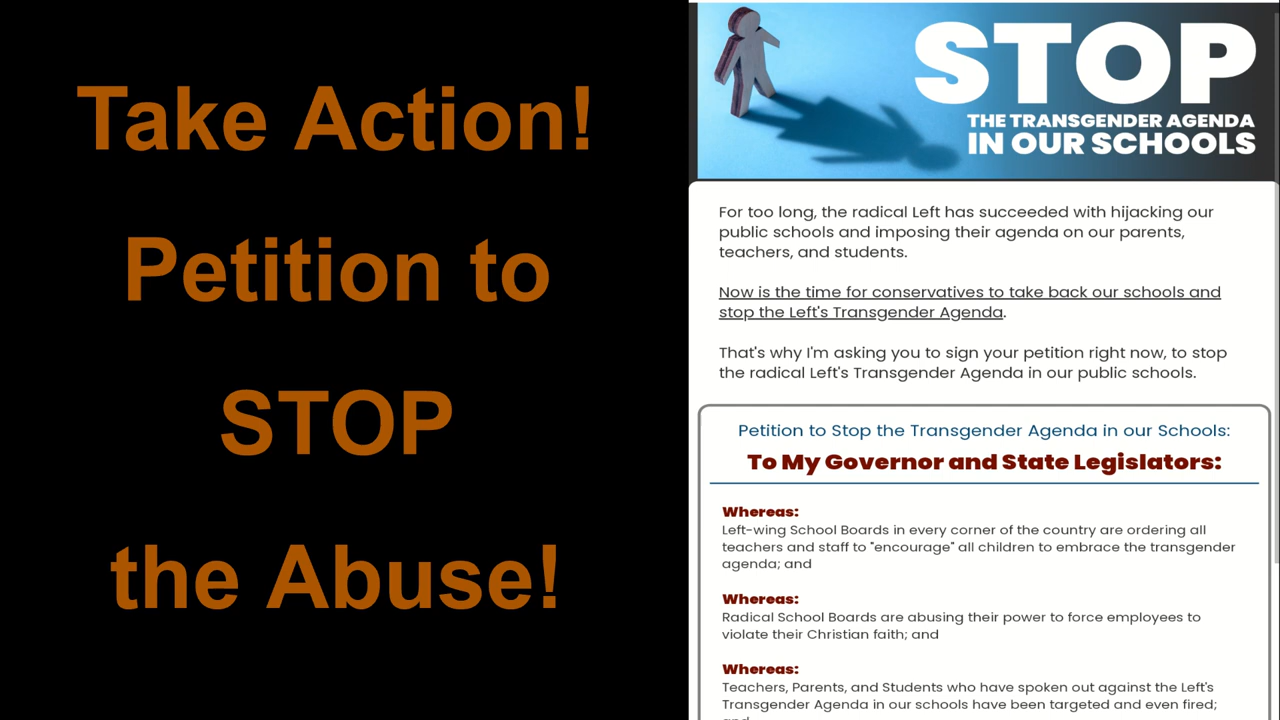 Take Action!
Petition to
STOP
the Abuse!
STOP
THE TRANSGENDER AGENDA
IN OUR SCHOOLS
For too long, the radical Left has succeeded with hijacking our
public schools and imposing their agenda on our parents,
teachers, and students.
Now is the time for conservatives to take back our schools and
stop the Left's Transgender Agenda.
That's why I'm asking you to sign your petition right now, to stop
the radical Left's Transgender Agenda in our public schools.
Petition to Stop the Transgender Agenda in our Schools:
To My Governor and State Legislators:
Whereas:
Left-wing School Boards in every corner of the country are ordering all
teachers and staff to "encourage" all children to embrace the transgender
agenda; and
Whereas:
Radical School Boards are abusing their power to force employees to
violate their Christian faith; and
Whereas:
Teachers, Parents, and Students who have spoken out against the Left's
Transgender Agenda in our schools have been targeted and even fired;